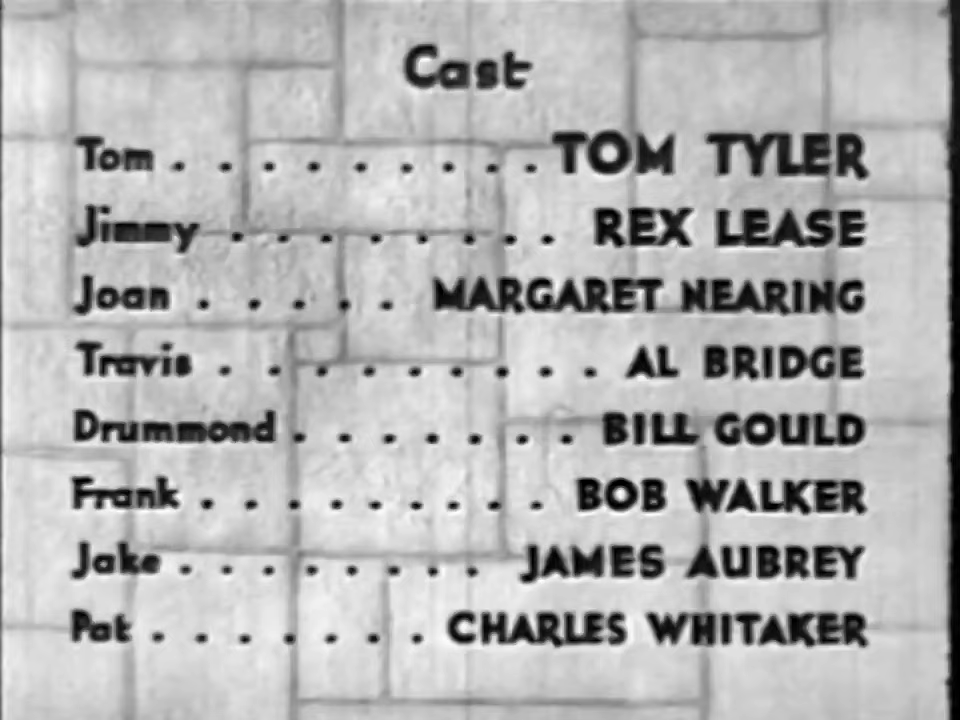 Cast
Tom . . . . . . . . . TOM TYLER
Jimmy . . . . . . . . REX LEASE
Joan . . . . . MARGARET NEARING
Travis . . . . . . . . . AL BRIDGE
Drummond . . . . . . . BILL GOULD
Frank . . . . . . . . . BOB WALKER
Jake . . . . . . . . JAMES AUBREY
Pat . . . . . . . CHARLES WHITAKER